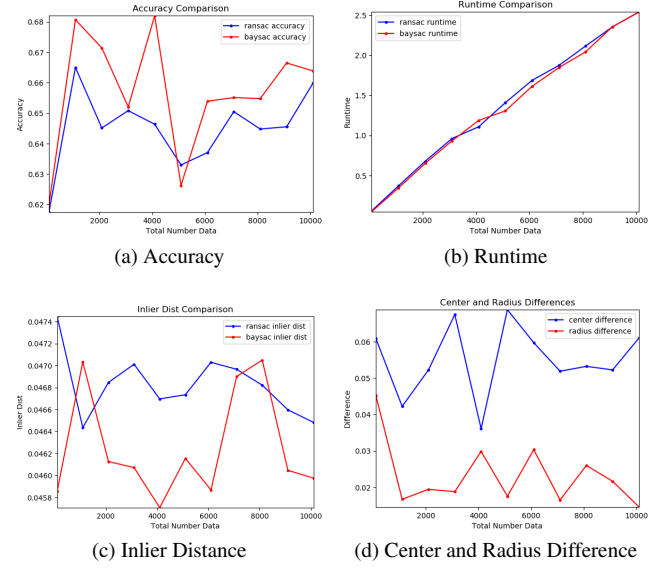 Accuracy Comparison
ransac accuracy
baysac accuracy
0.68
0.67
0.66
0.65
0.64
0.63
0.62
Accuracy
2000 4000 6000 8000 10000
Total Number Data
(a) Accuracy
Runtime Comparison
ransac runtime
baysac runtime
2.5
2.0
1.5
1.0
0.5
Runtime
2000 4000 6000 8000 10000
Total Number Data
(b) Runtime
Inlier Dist Comparison
ransac inlier dist
baysac inlier dist
0.0474
0.0472
0.0470
0.0468
0.0466
0.0464
0.0462
0.0460
0.0458
Inlier Dist
2000 4000 6000 8000 10000
Total Number Data
(c) Inlier Distance
Center and Radius Differences
center difference
radius difference
0.06
0.05
0.04
0.03
0.02
Difference
2000 4000 6000 8000 10000
Total Number Data
(d) Center and Radius Difference